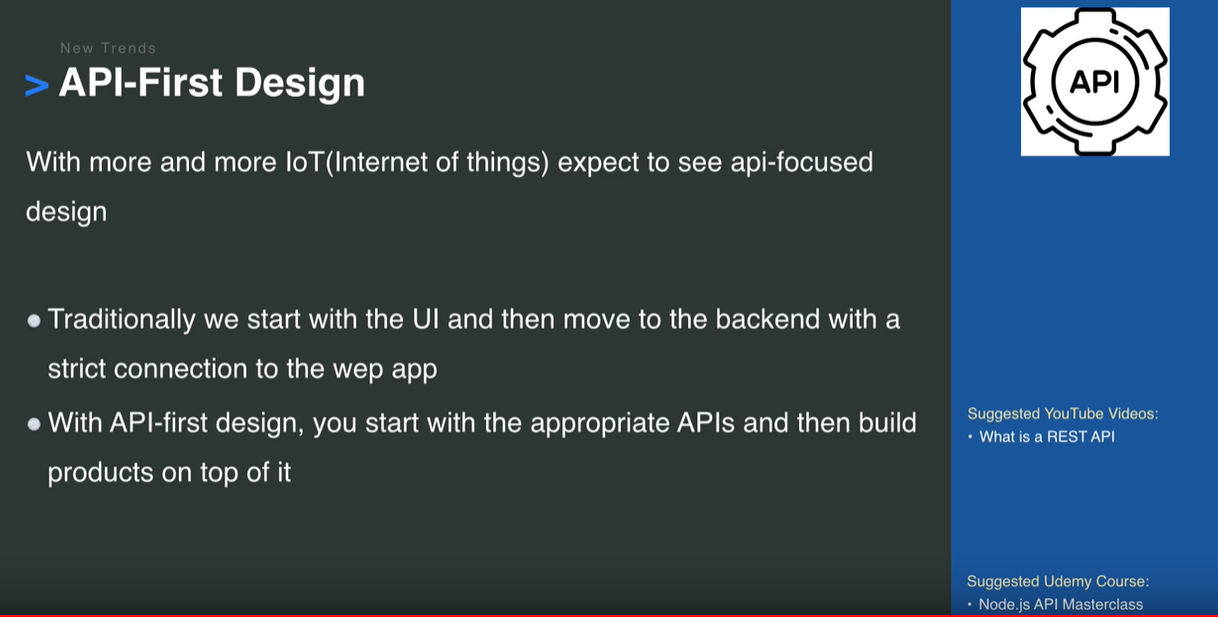 New Trends
> API-First Design
With more and more IoT(Internet of things) expect to see api-focused
design
● Traditionally we start with the UI and then move to the backend with a
strict connection to the wep app
● With API-first design, you start with the appropriate APIs and then build
products on top of it
API
Suggested YouTube Videos:
• What is a REST API
Suggested Udemy Course:
• Node.js API Masterclass